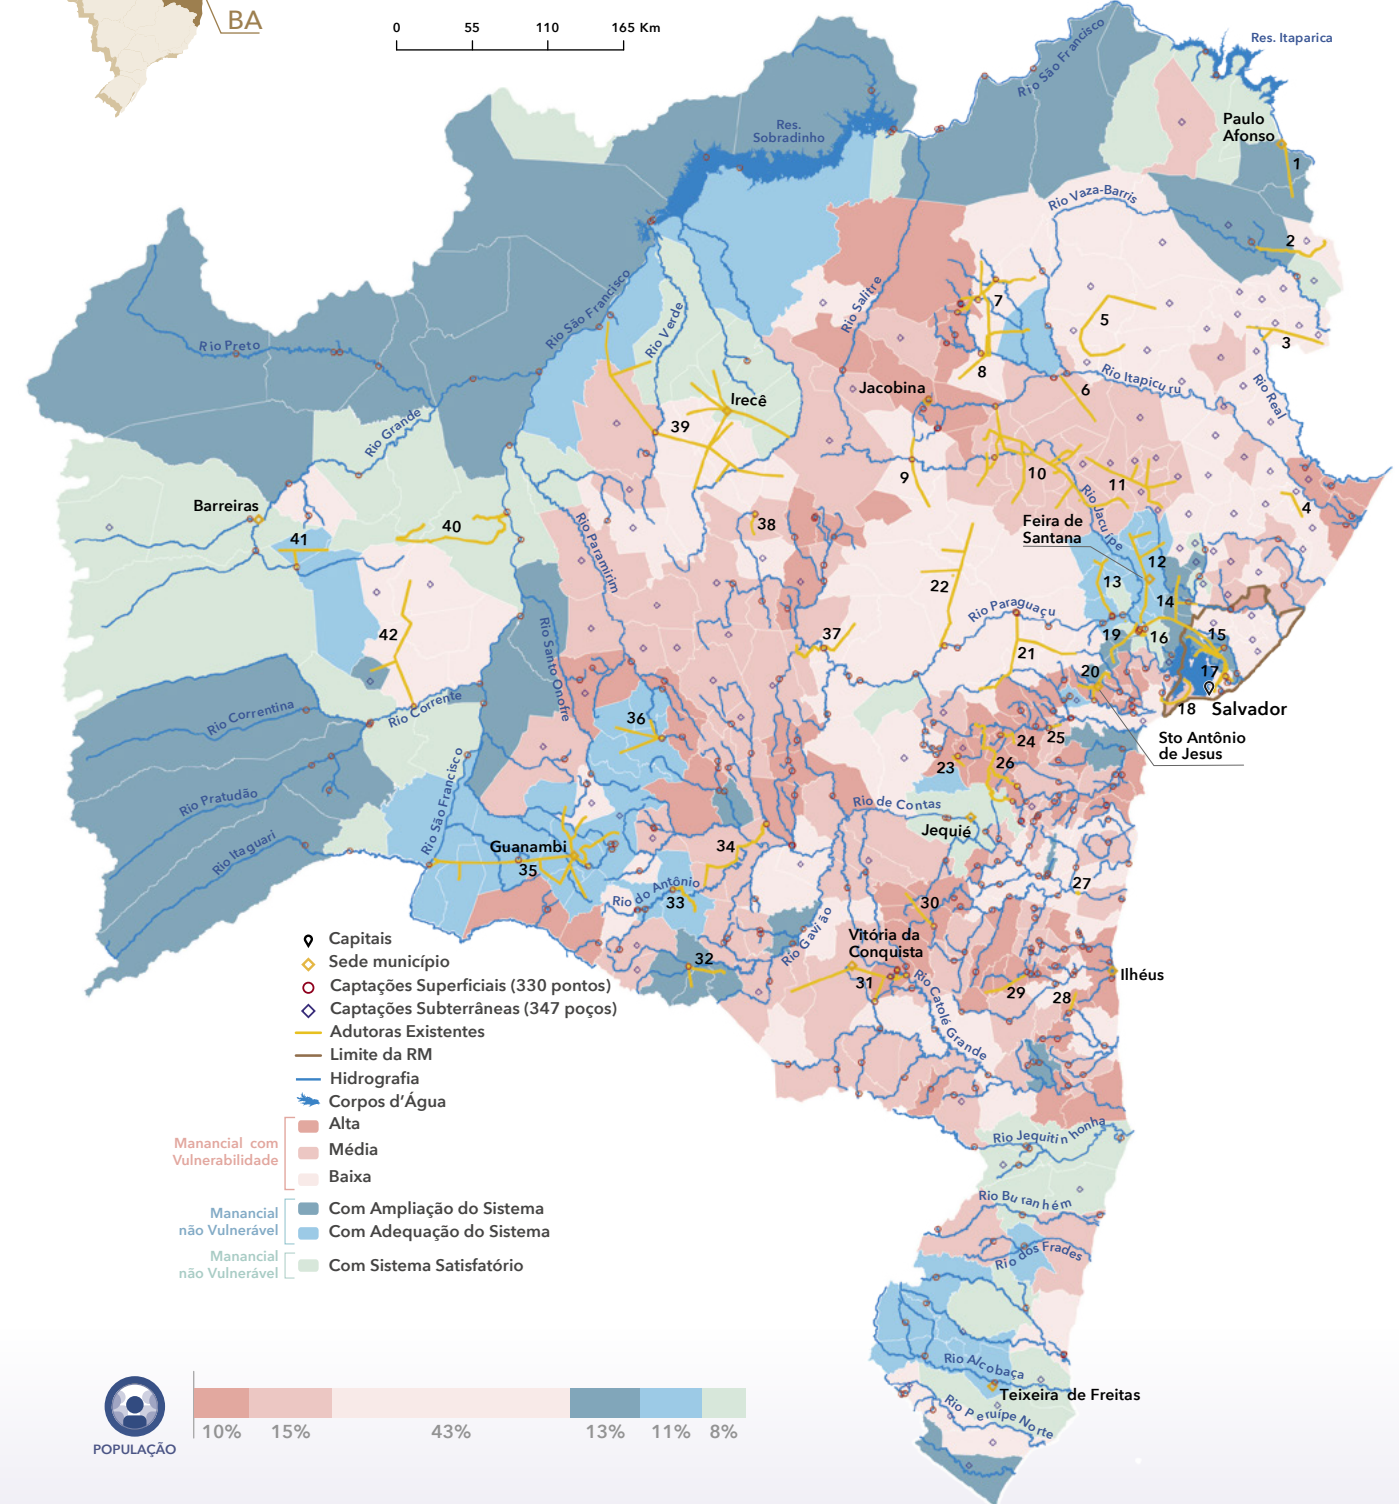 BA
0 55 110 165 Km
Res. Itaparica
Rio São Francisco
Res.
Sobradinho
Paulo
Afonso
1
Rio Vaza-Barris
2
Rio São Francisco
Rio Verde
Rio Salitre
7
5
3
Rio Preto
8
Rio Itapicuru
6
Rio Real
Jacobina
Irecê
39
Rio Grande
9
10
11
4
Barreiras
40
41
38
Rio Paramirim
Feira de
Santana
Rio Jacuípe
12
13
14
22
Rio Paraguaçu
42
37
19
16
15
21
20
17
18
Salvador
Rio Santo Onofre
Rio Correntina
Rio Corrente
36
Sto Antônio
de Jesus
24
25
23
26
Rio Pratudão
Rio São Francisco
Rio de Contas
Jequié
Rio Itaguari
Guanambi
35
34
27
Rio do Antônio
33
30
Rio Gavião
Vitória da
Conquista
32
31
Rio Catolé Grande
29
28
Ilhéus
Capitais
Sede município
Captações Superficiais (330 pontos)
Captações Subterrâneas (347 poços)
Adutoras Existentes
Limite da RM
Hidrografia
Corpos d’Água
Manancial com
Vulnerabilidade
Alta
Média
Baixa
Manancial
não Vulnerável
Com Ampliação do Sistema
Com Adequação do Sistema
Manancial
não Vulnerável
Com Sistema Satisfatório
Rio Jequitinhonha
Rio Buranhém
Rio dos Frades
Rio Alcobaça
Teixeira de Freitas
Rio Peruípe Norte
POPULAÇÃO
10% 15% 43% 13% 11% 8%